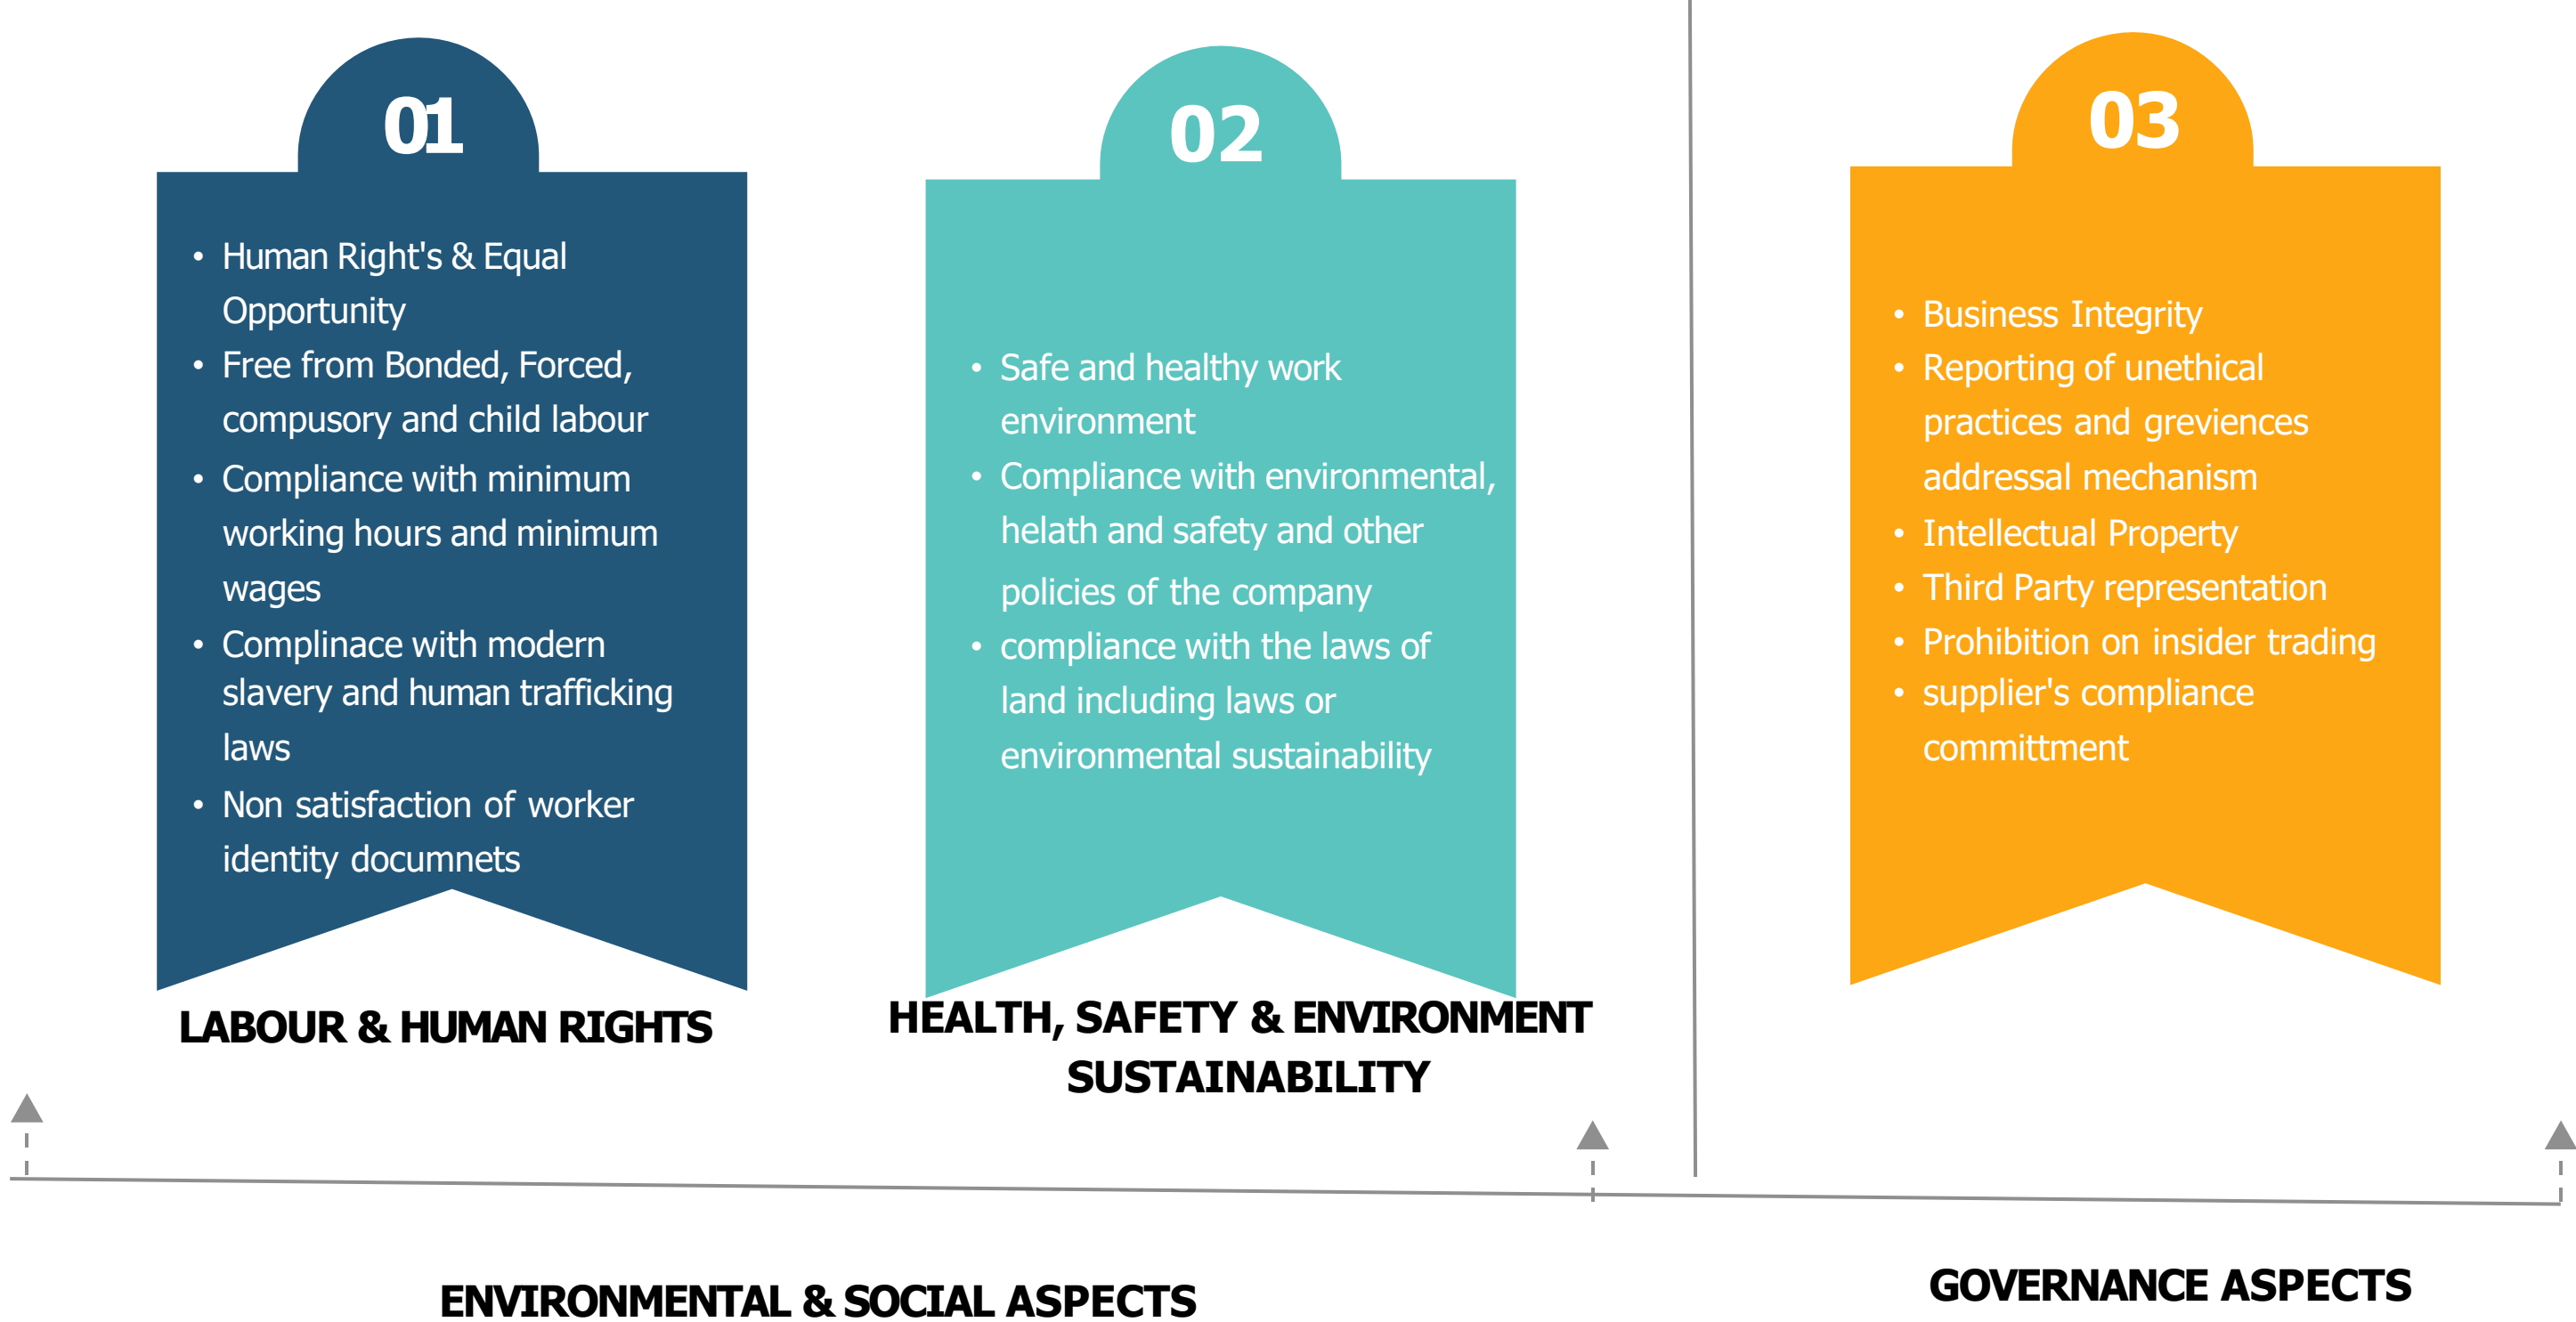 01
• Human Right's & Equal
Opportunity
• Free from Bonded, Forced,
compusory and child labour
• Compliance with minimum
working hours and minimum
wages
• Complinace with modern
slavery and human trafficking
laws
• Non satisfaction of worker
identity documnets
LABOUR & HUMAN RIGHTS
02
• Safe and healthy work
environment
• Compliance with environmental,
helath and safety and other
policies of the company
• compliance with the laws of
land including laws or
environmental sustainability
HEALTH, SAFETY & ENVIRONMENT
SUSTAINABILITY
03
• Business Integrity
• Reporting of unethical
practices and greviences
addressal mechanism
• Intellectual Property
• Third Party representation
• Prohibition on insider trading
• supplier's compliance
committment
ENVIRONMENTAL & SOCIAL ASPECTS
GOVERNANCE ASPECTS